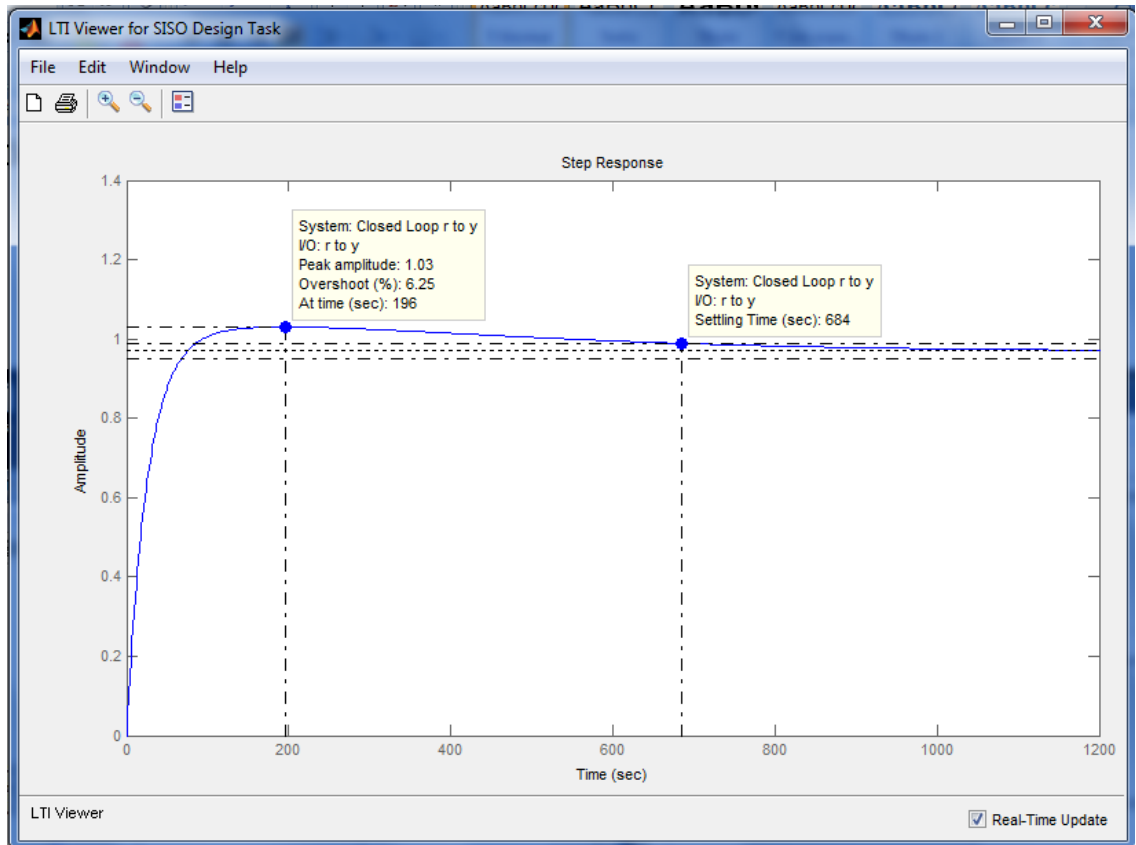 LTI Viewer for SISO Design Task
File Edit Window Help
Step Response
System: Closed Loop r to y
I/O: r to y
Peak amplitude: 1.03
Overshoot (%): 6.25
At time (sec): 196
System: Closed Loop r to y
I/O: r to y
Settling Time (sec): 684
Amplitude
1.4
1.2
1
0.8
0.6
0.4
0.2
0
0 200 400 600 800 1000 1200
Time (sec)
LTI Viewer
Real-Time Update